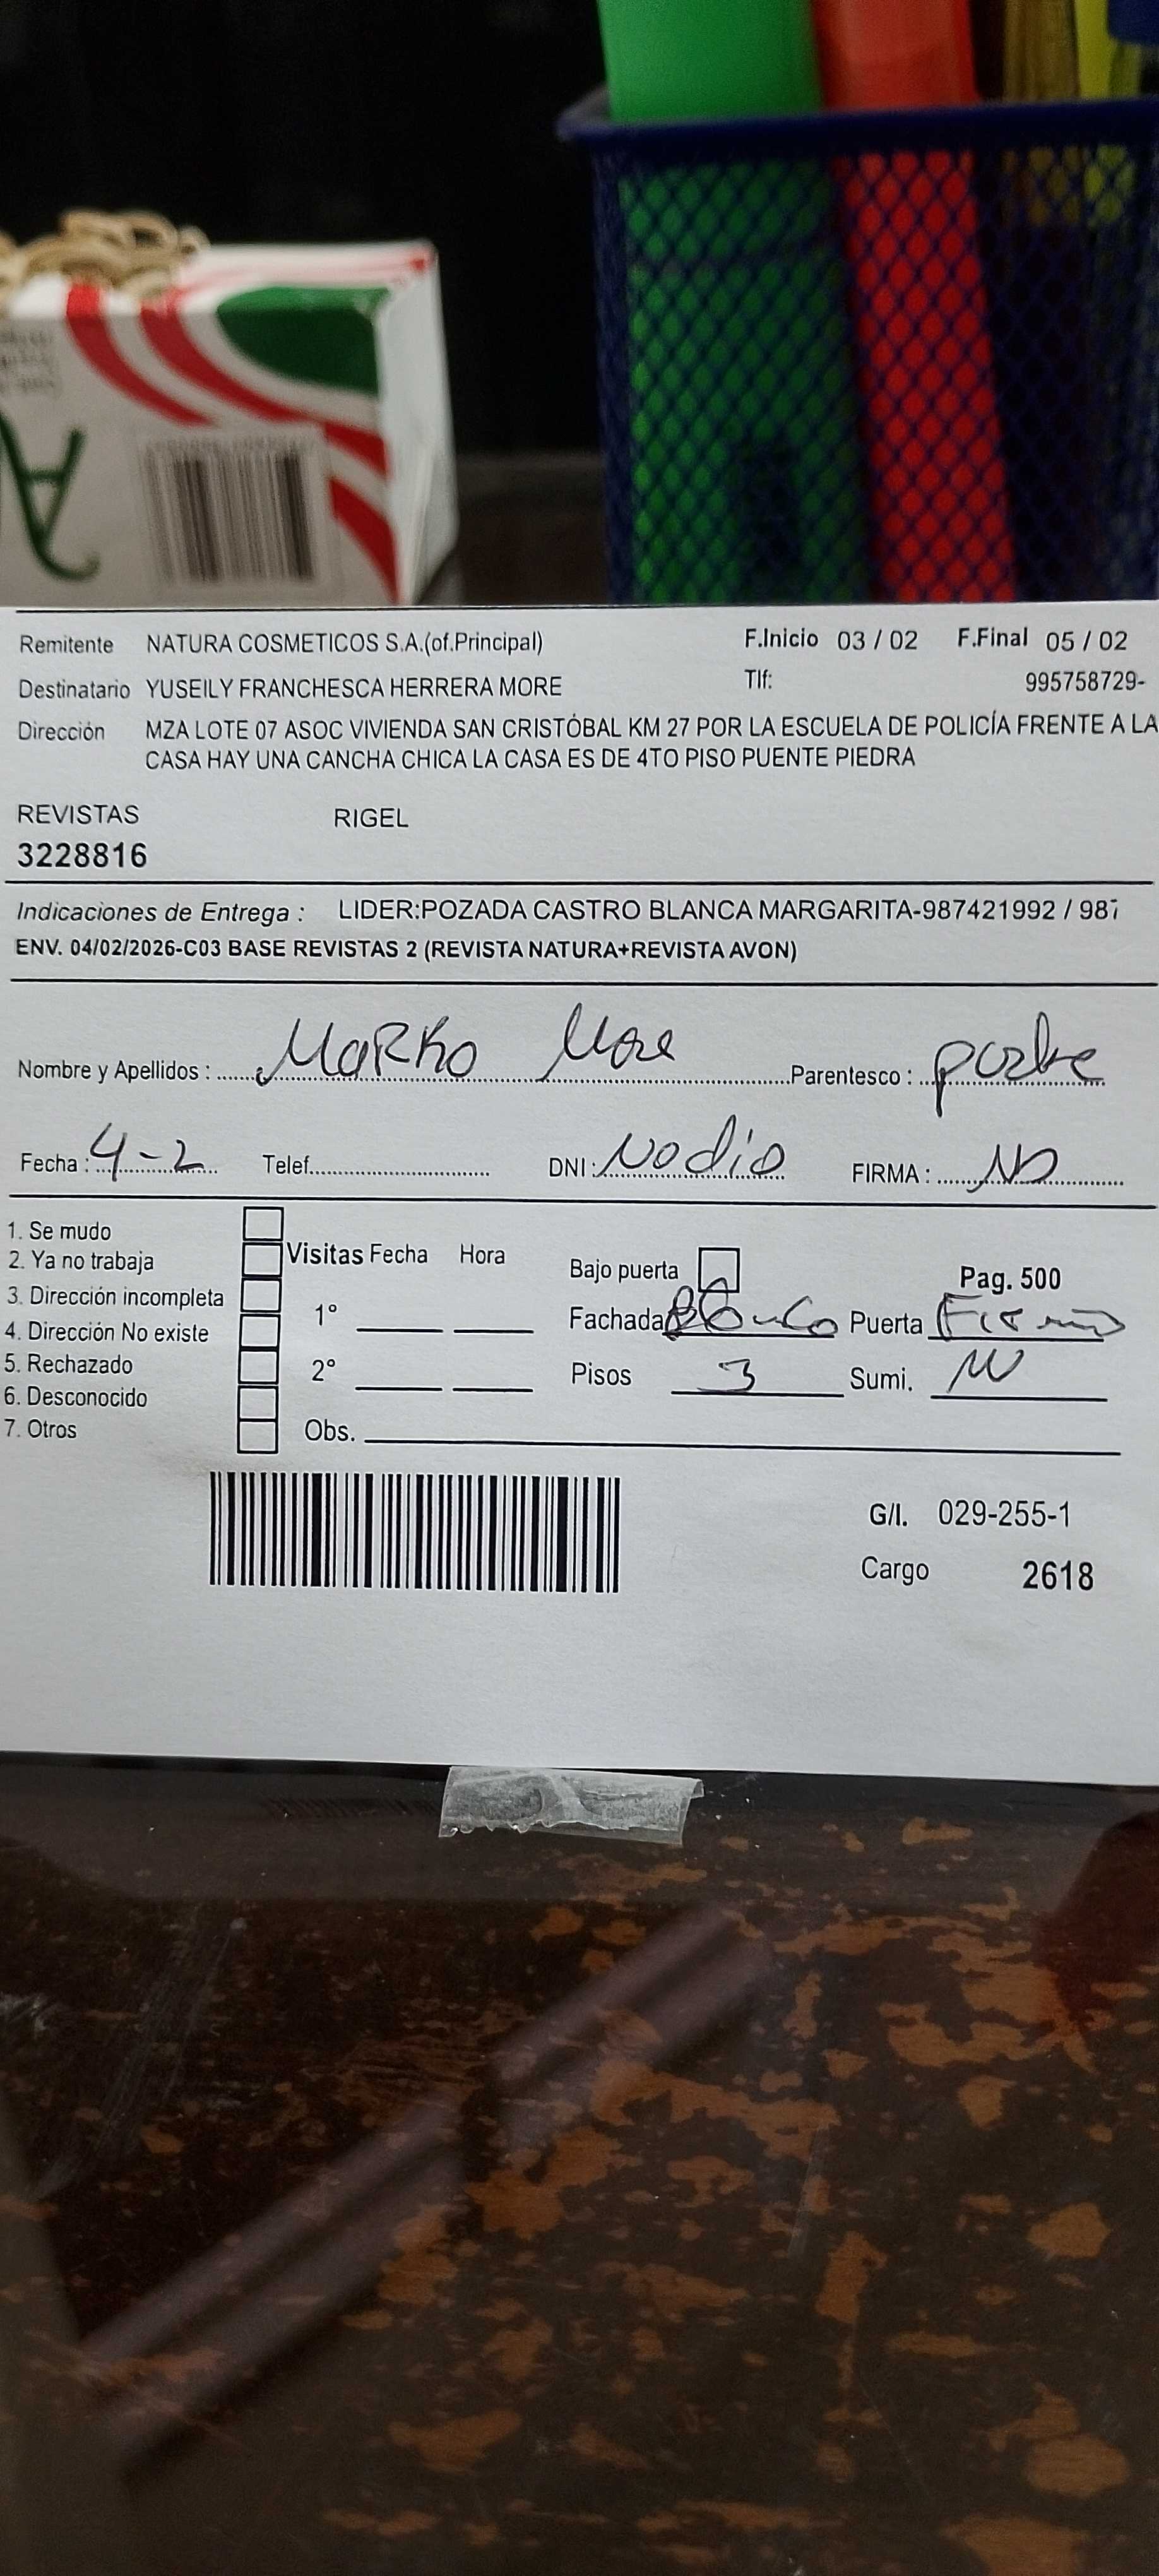 Remitente NATURA COSMETICOS S.A.(of.Principal) F.Inicio 03 / 02 F.Final 05 / 02
Destinatario YUSEILY FRANCHESCA HERRERA MORE Tlf: 995758729-
Dirección MZA LOTE 07 ASOC VIVIENDA SAN CRISTÓBAL KM 27 POR LA ESCUELA DE POLICÍA FRENTE A LA
CASA HAY UNA CANCHA CHICA LA CASA ES DE 4TO PISO PUENTE PIEDRA
REVISTAS RIGEL
3228816
Indicaciones de Entrega : LIDER:POZADA CASTRO BLANCA MARGARITA-987421992 / 987
ENV. 04/02/2026-C03 BASE REVISTAS 2 (REVISTA NATURA+REVISTA AVON)
Nombre y Apellidos : MaRKo More Parentesco : padre
Fecha : 4-2 Telef. DNI : No dio FIRMA : No
1. Se mudo
2. Ya no trabaja Visitas Fecha Hora Bajo puerta Pag. 500
3. Dirección incompleta 1° Fachada Blanco Puerta Fierro
4. Dirección No existe
5. Rechazado 2° Pisos 3 Sumi.
6. Desconocido
7. Otros Obs.
G/I. 029-255-1
Cargo 2618